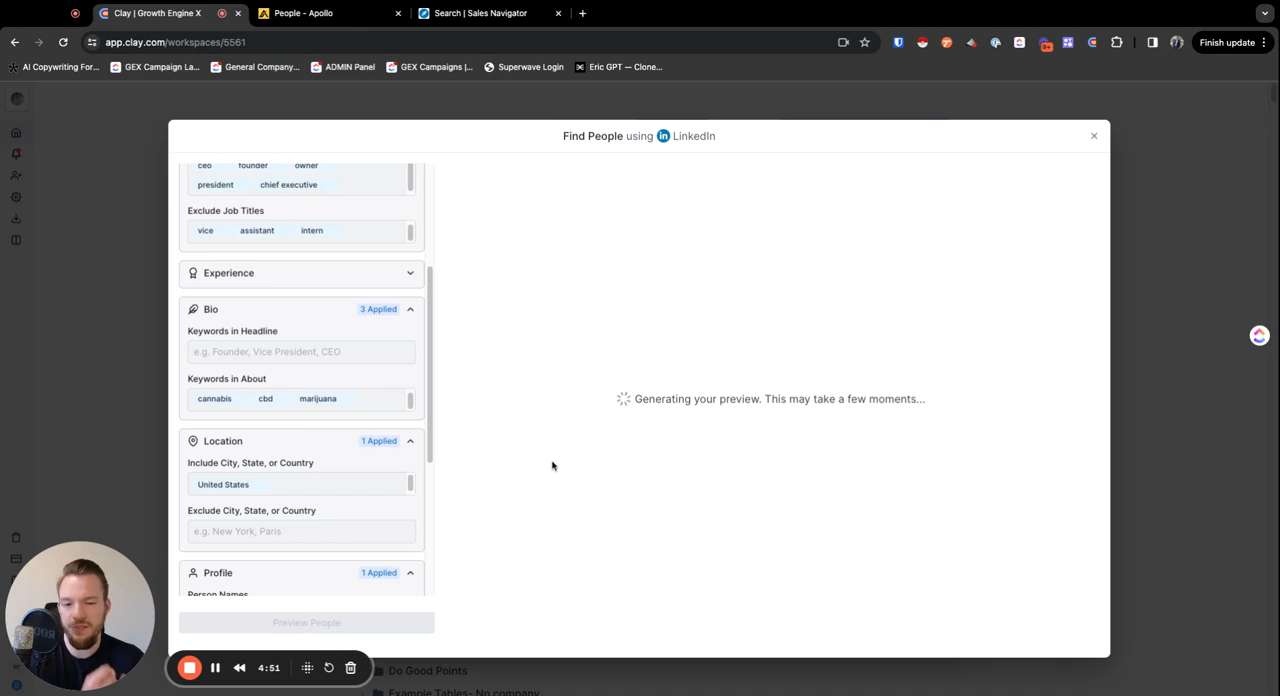 Clay | Growth Engine X
People - Apollo
Search | Sales Navigator
app.clay.com/workspaces/5561
Finish update
AI Copywriting For...
GEX Campaign La...
General Company...
ADMIN Panel
GEX Campaigns |...
Superwave Login
Eric GPT — Clone...
Find People using LinkedIn
ceo founder owner
president chief executive
Exclude Job Titles
vice assistant intern
Experience
Bio 3 Applied
Keywords in Headline
e.g. Founder, Vice President, CEO
Keywords in About
cannabis cbd marijuana
Location 1 Applied
Include City, State, or Country
United States
Exclude City, State, or Country
e.g. New York, Paris
Profile 1 Applied
Person Names
Preview People
Generating your preview. This may take a few moments...
4:51
Do Good Points
Example Tables- No company